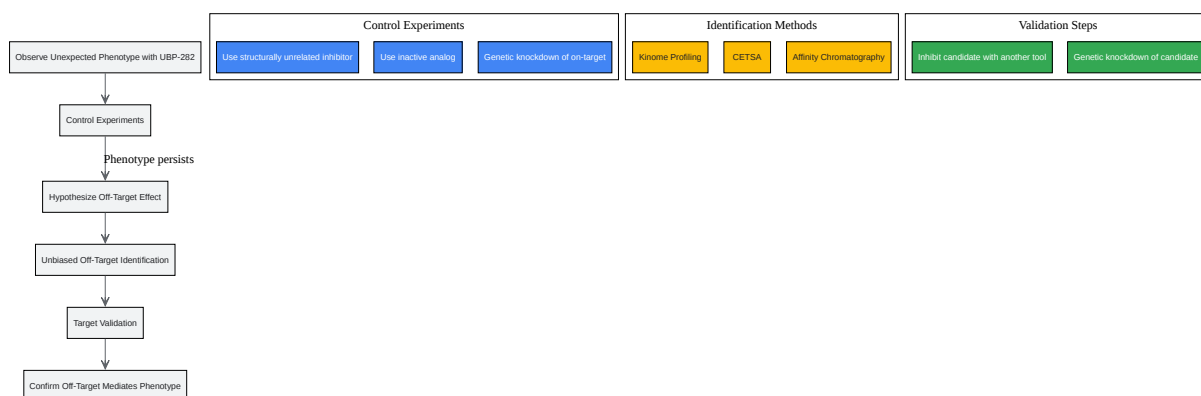 Observe Unexpected Phenotype with UBP-282
Control Experiments
Phenotype persists
Hypothesize Off-Target Effect
Unbiased Off-Target Identification
Target Validation
Confirm Off-Target Mediates Phenotype
Control Experiments
Use structurally unrelated inhibitor
Use inactive analog
Genetic knockdown of on-target
Identification Methods
Kinome Profiling
CETSA
Affinity Chromatography
Validation Steps
Inhibit candidate with another tool
Genetic knockdown of candidate